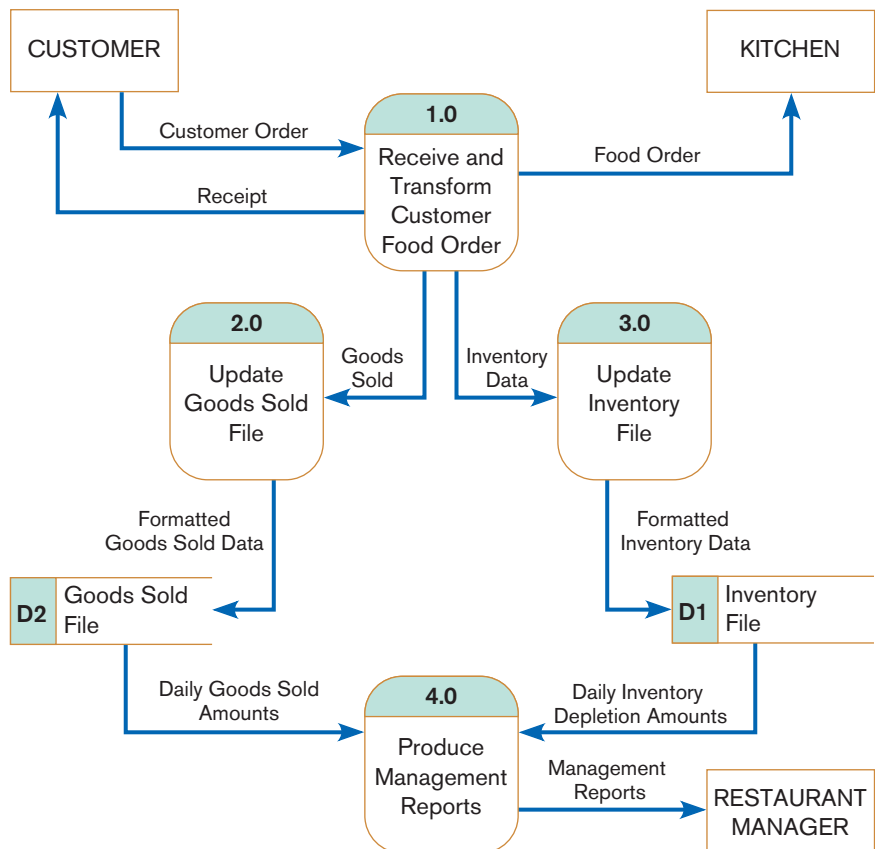 CUSTOMER
KITCHEN
1.0
Receive and
Transform
Customer
Food Order
Customer Order
Receipt
Food Order
2.0
Update
Goods Sold
File
Goods
Sold
Inventory
Data
3.0
Update
Inventory
File
Formatted
Goods Sold Data
Formatted
Inventory Data
D2
Goods Sold
File
D1
Inventory
File
Daily Goods Sold
Amounts
4.0
Produce
Management
Reports
Daily Inventory
Depletion Amounts
Management
Reports
RESTAURANT
MANAGER